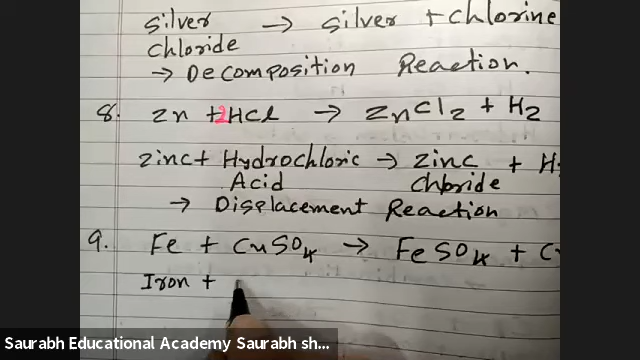 Silver → Silver + Chlorine
Chloride
→ Decomposition Reaction.
8. Zn + 2HCl → ZnCl2 + H2
Zinc + Hydrochloric → Zinc + H
Acid Chloride
→ Displacement Reaction
9. Fe + CuSO4 → FeSO4 + C
Iron +
Saurabh Educational Academy Saurabh sh...